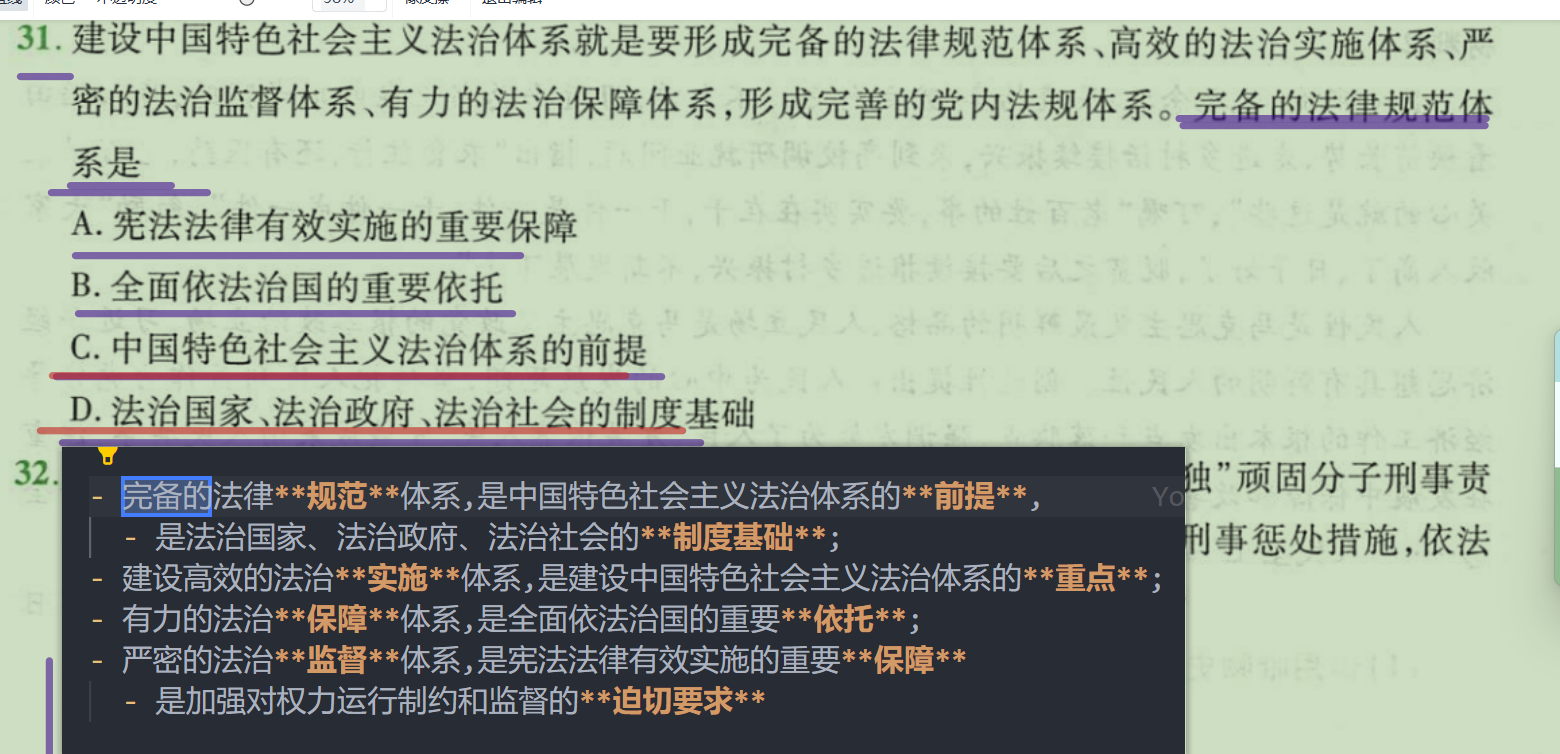 31. 建设中国特色社会主义法治体系就是要形成完备的法律规范体系、高效的法治实施体系、严
密的法治监督体系、有力的法治保障体系,形成完善的党内法规体系。完备的法律规范体
系是
A. 宪法法律有效实施的重要保障
B. 全面依法治国的重要依托
C. 中国特色社会主义法治体系的前提
D. 法治国家、法治政府、法治社会的制度基础
32.
独”顽固分子刑事责
刑事惩处措施,依法
- 完备的法律**规范**体系,是中国特色社会主义法治体系的**前提**, Yo
- 是法治国家、法治政府、法治社会的**制度基础**;
- 建设高效的法治**实施**体系,是建设中国特色社会主义法治体系的**重点**;
- 有力的法治**保障**体系,是全面依法治国的重要**依托**;
- 严密的法治**监督**体系,是宪法法律有效实施的重要**保障**
- 是加强对权力运行制约和监督的**迫切要求**